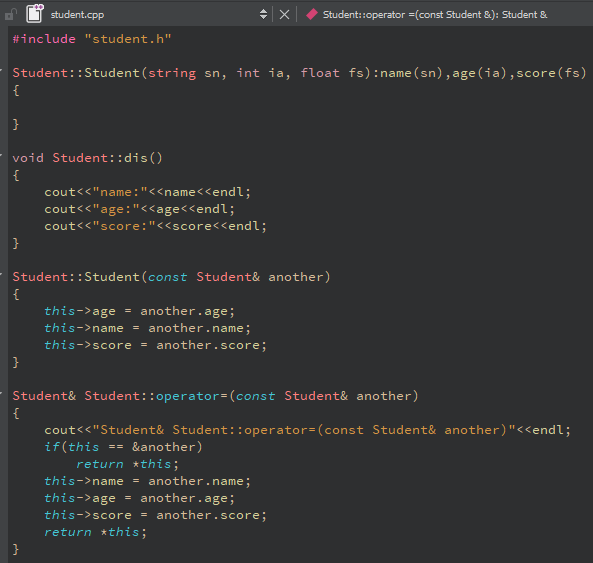 student.cpp
Student::operator =(const Student &): Student &
#include "student.h"
Student::Student(string sn, int ia, float fs):name(sn),age(ia),score(fs)
{
}
void Student::dis()
{
    cout<<"name:"<<name<<endl;
    cout<<"age:"<<age<<endl;
    cout<<"score:"<<score<<endl;
}
Student::Student(const Student& another)
{
    this->age = another.age;
    this->name = another.name;
    this->score = another.score;
}
Student& Student::operator=(const Student& another)
{
    cout<<"Student& Student::operator=(const Student& another)"<<endl;
    if(this == &another)
        return *this;
    this->name = another.name;
    this->age = another.age;
    this->score = another.score;
    return *this;
}